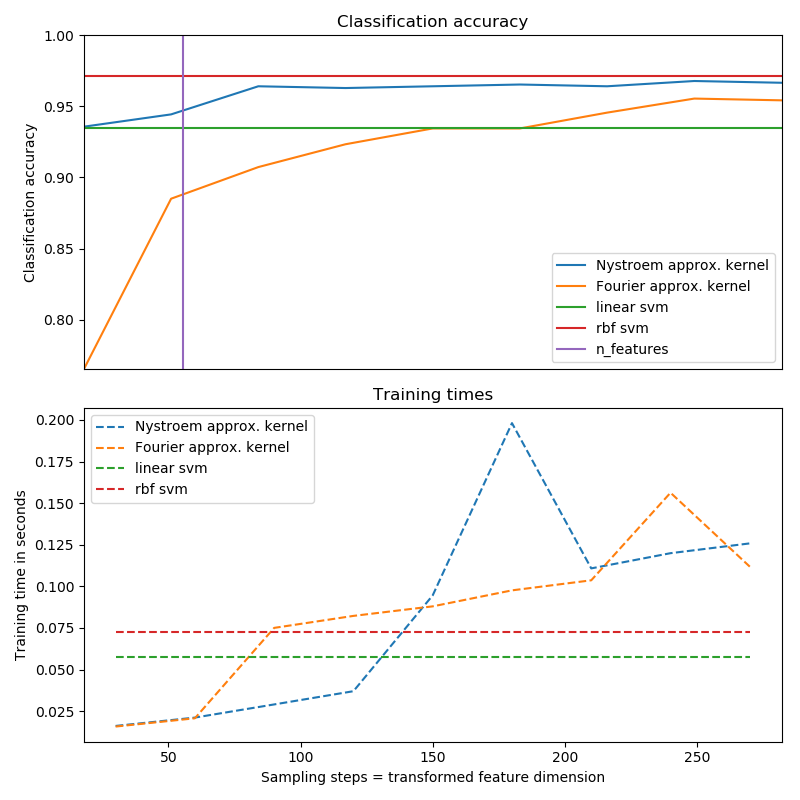 Classification accuracy
1.00
0.95
0.90
0.85
0.80
Classification accuracy
Nystroem approx. kernel
Fourier approx. kernel
linear svm
rbf svm
n_features
Training times
0.200
0.175
0.150
0.125
0.100
0.075
0.050
0.025
Training time in seconds
Nystroem approx. kernel
Fourier approx. kernel
linear svm
rbf svm
50 100 150 200 250
Sampling steps = transformed feature dimension